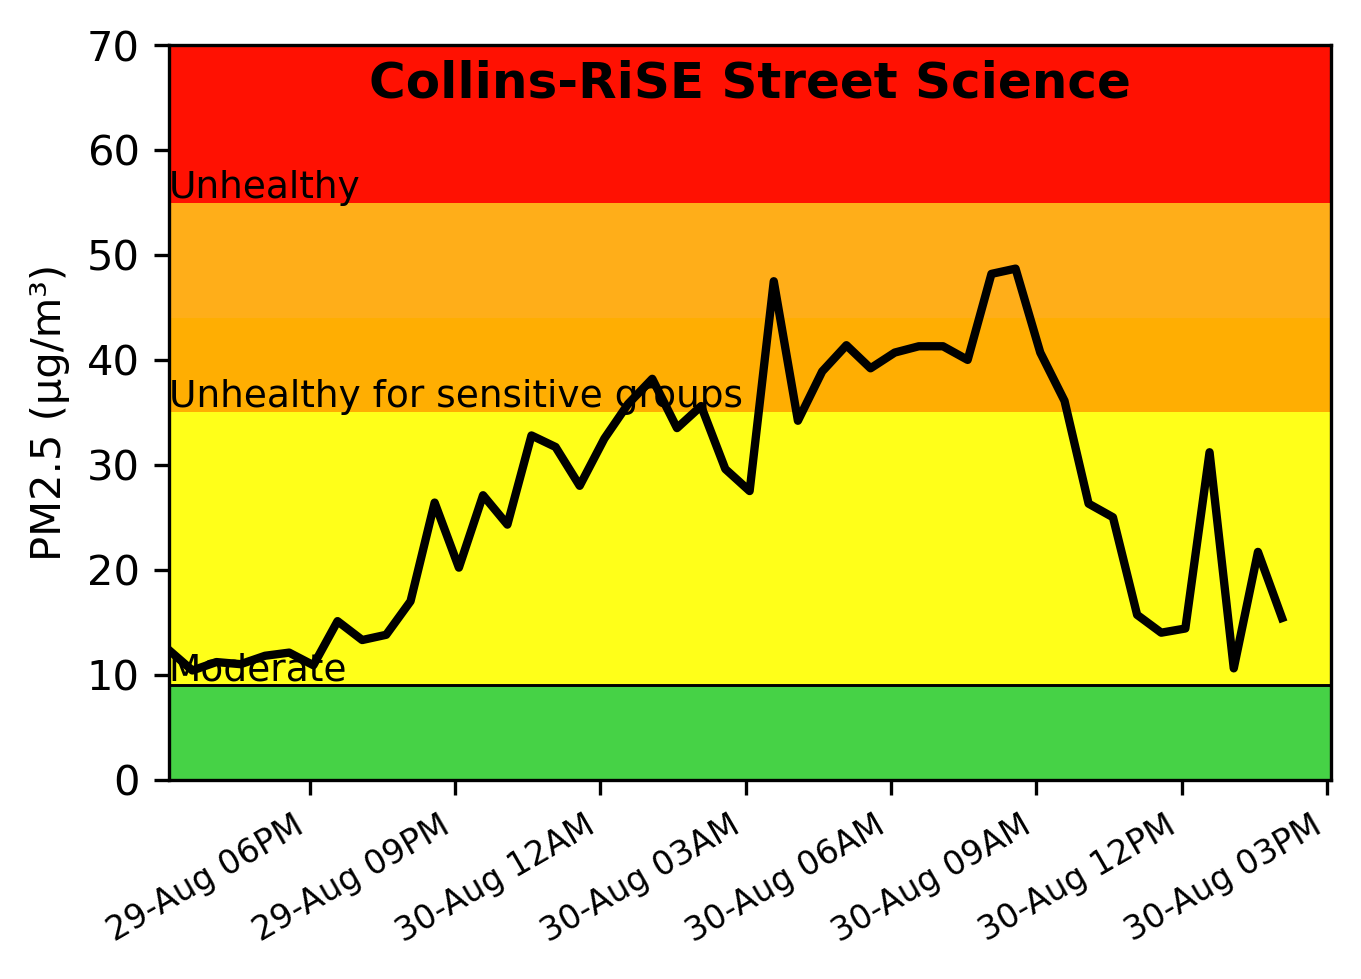 70
Collins-RiSE Street Science
60
Unhealthy
50
40
Unhealthy for sensitive groups
30
20
10
Moderate
0
PM2.5 (µg/m³)
29-Aug 06PM
29-Aug 09PM
30-Aug 12AM
30-Aug 03AM
30-Aug 06AM
30-Aug 09AM
30-Aug 12PM
30-Aug 03PM